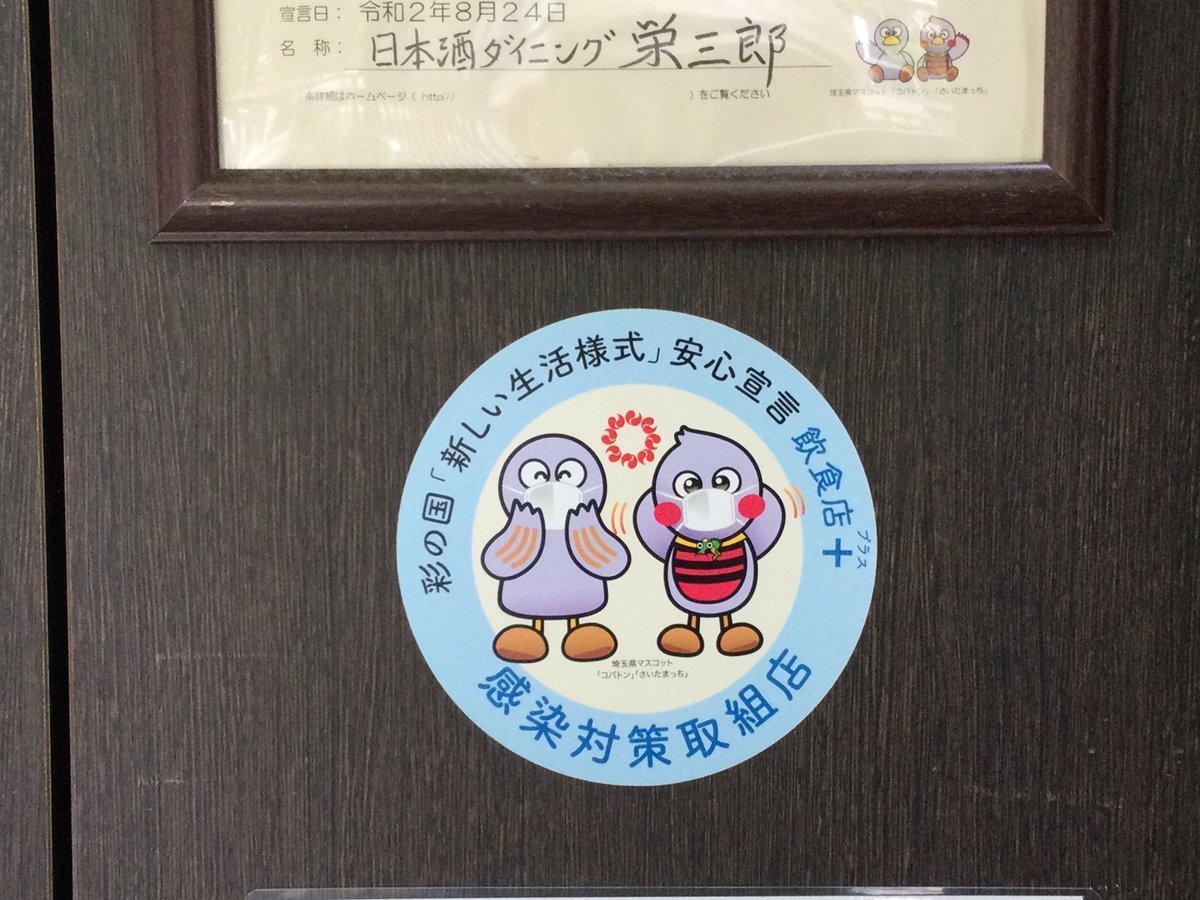 宣言日： 令和2年8月24日
名 称： 日本酒ダイニング 栄三郎
※詳細はホームページ（ http://　　　）をご覧ください
埼玉県マスコット「コバトン」「さいたまっち」
彩の国「新しい生活様式」安心宣言 飲食店+
プラス
埼玉県マスコット
「コバトン」「さいたまっち」
感染対策取組店